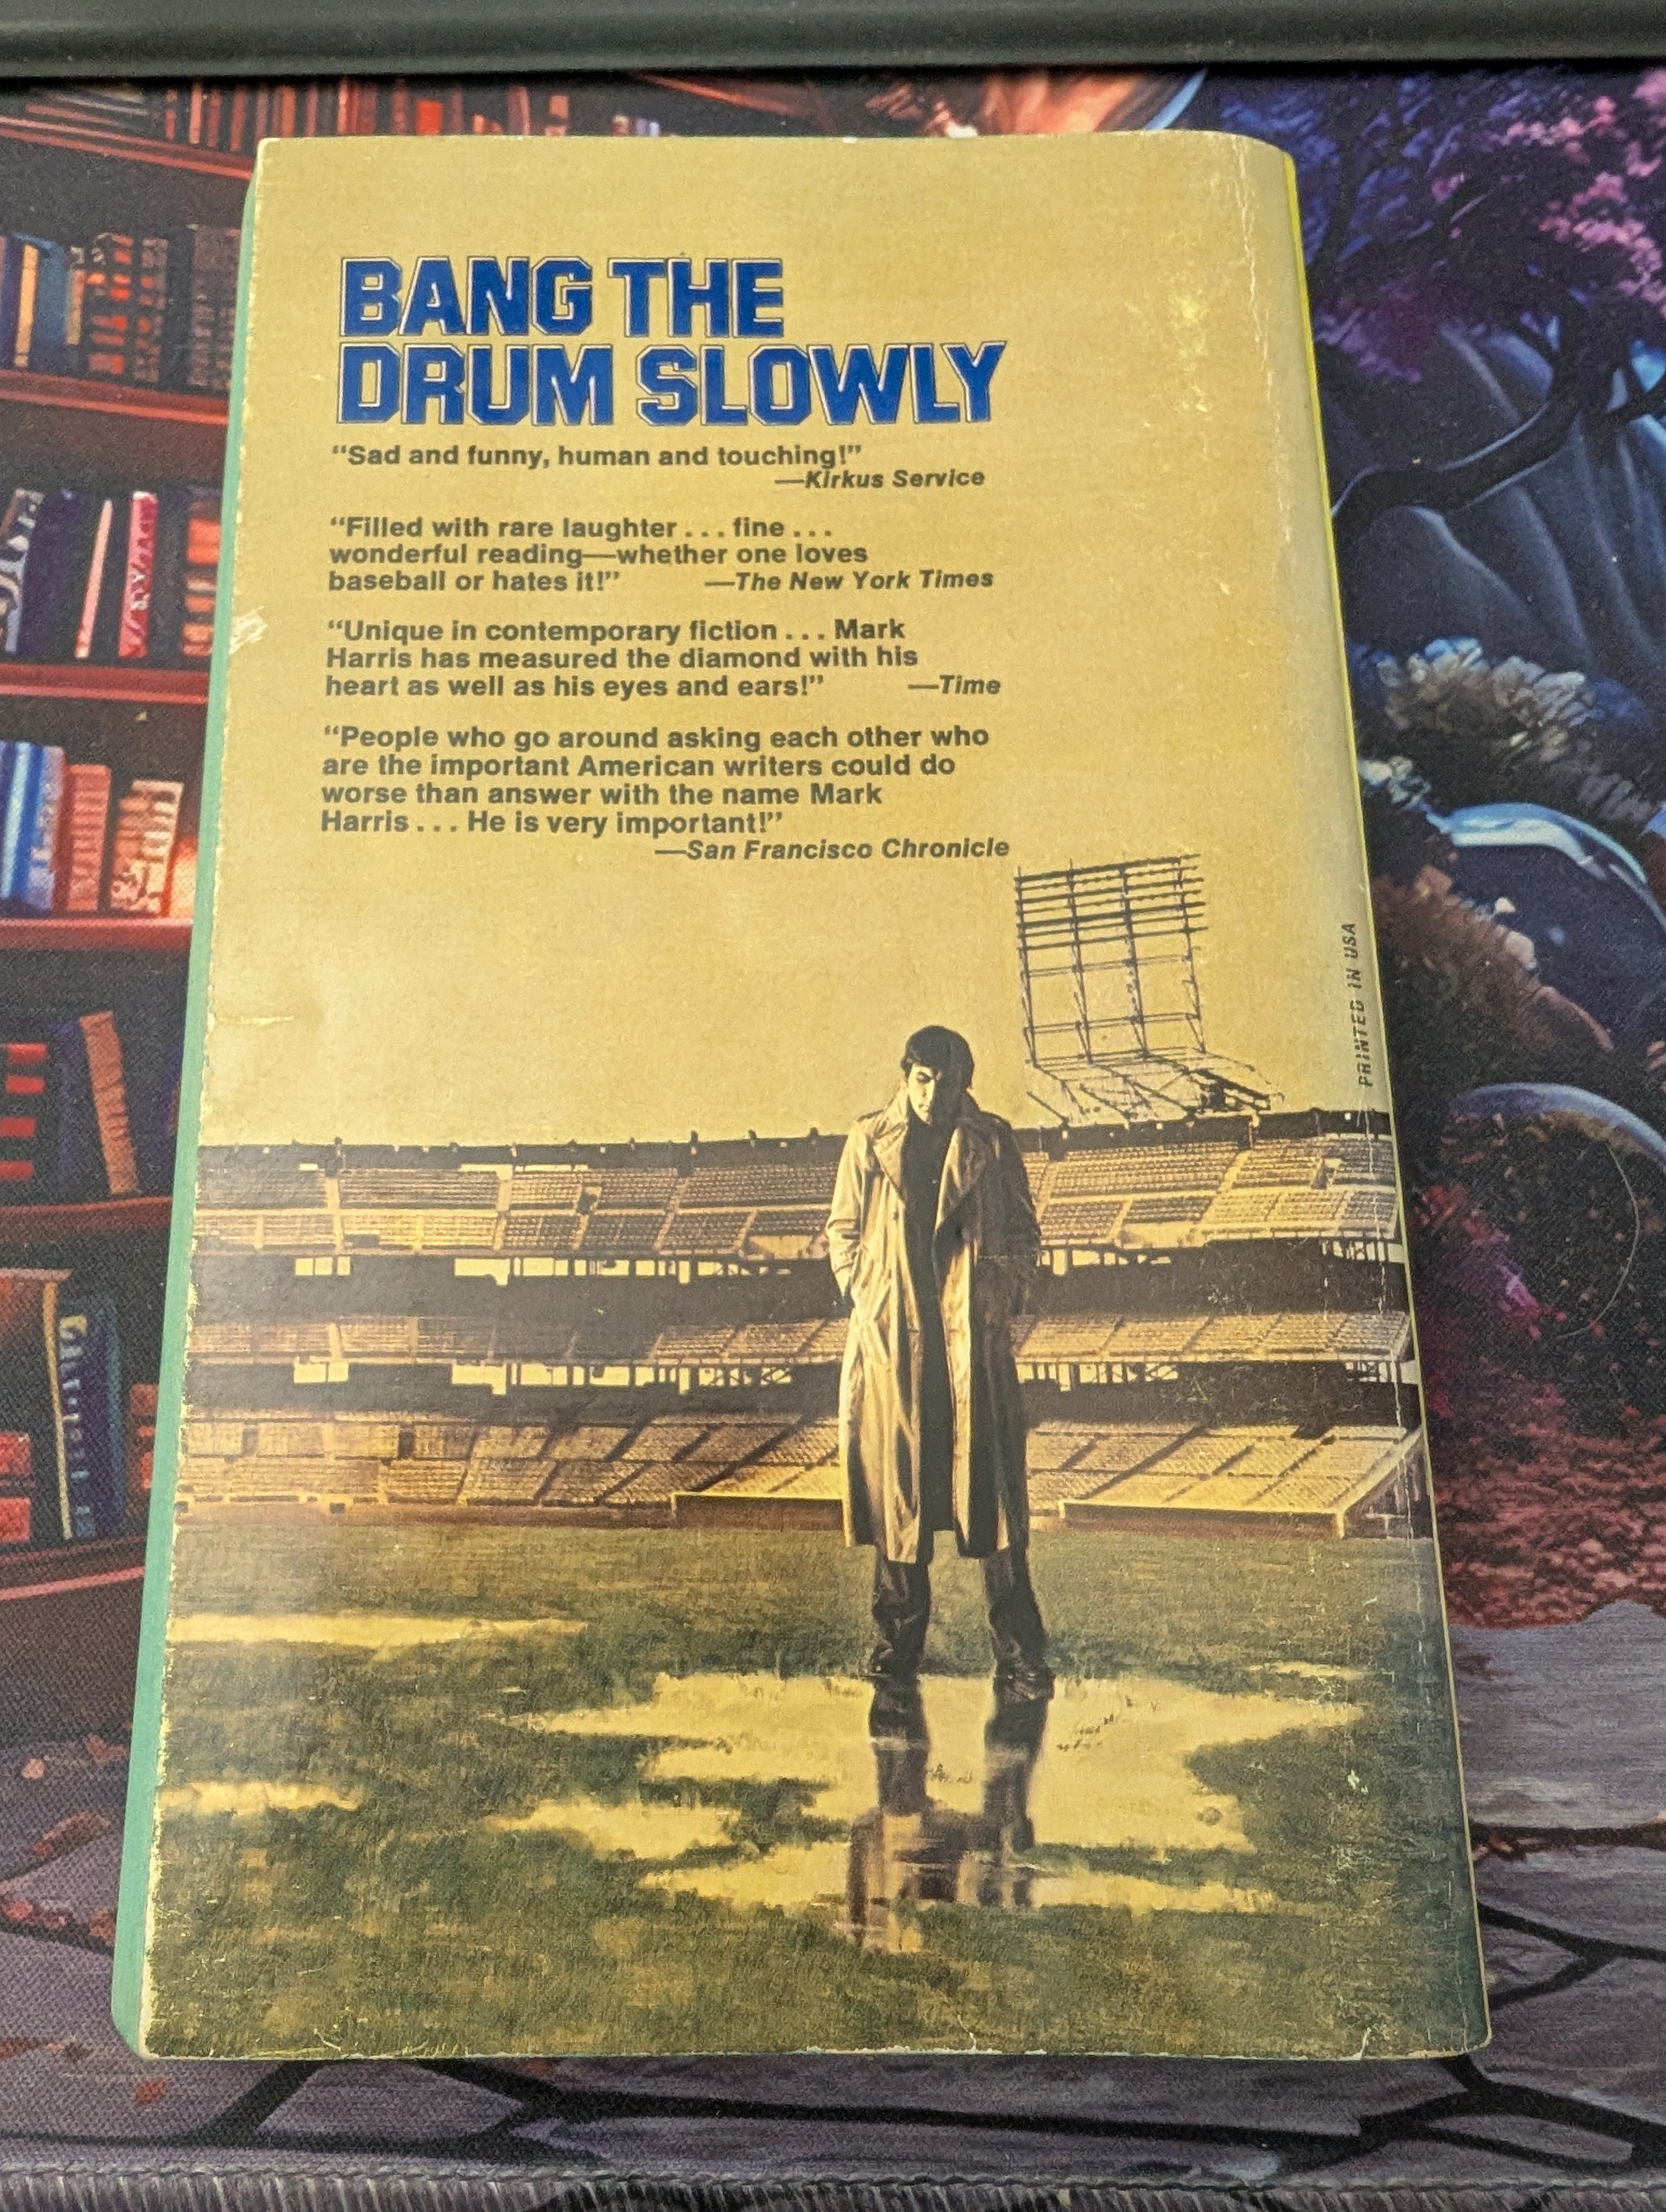 BANG THE
DRUM SLOWLY
“Sad and funny, human and touching!”
—Kirkus Service
“Filled with rare laughter . . . fine . . .
wonderful reading—whether one loves
baseball or hates it!” —The New York Times
“Unique in contemporary fiction . . . Mark
Harris has measured the diamond with his
heart as well as his eyes and ears!” —Time
“People who go around asking each other who
are the important American writers could do
worse than answer with the name Mark
Harris . . . He is very important!”
—San Francisco Chronicle
PRINTED IN USA